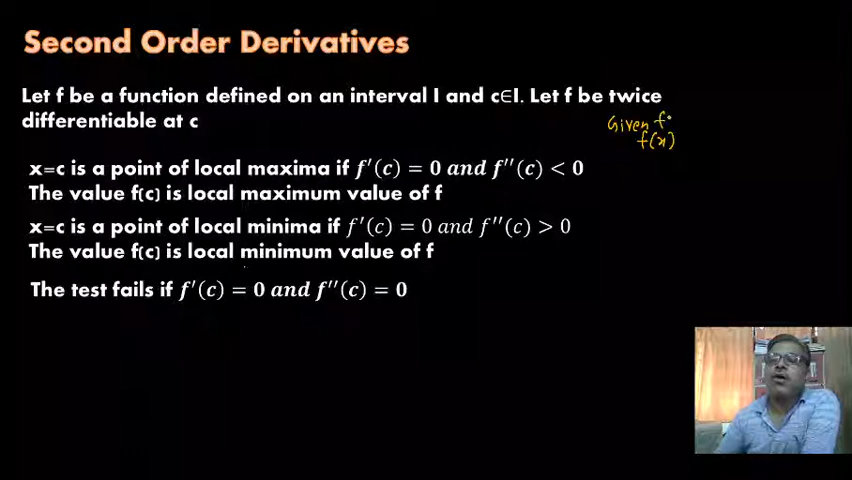 Second Order Derivatives
Let f be a function defined on an interval I and c∈I. Let f be twice
differentiable at c
Given f:
f(x)
x=c is a point of local maxima if f′(c) = 0 and f′′(c) < 0
The value f(c) is local maximum value of f
x=c is a point of local minima if f′(c) = 0 and f′′(c) > 0
The value f(c) is local minimum value of f
The test fails if f′(c) = 0 and f′′(c) = 0